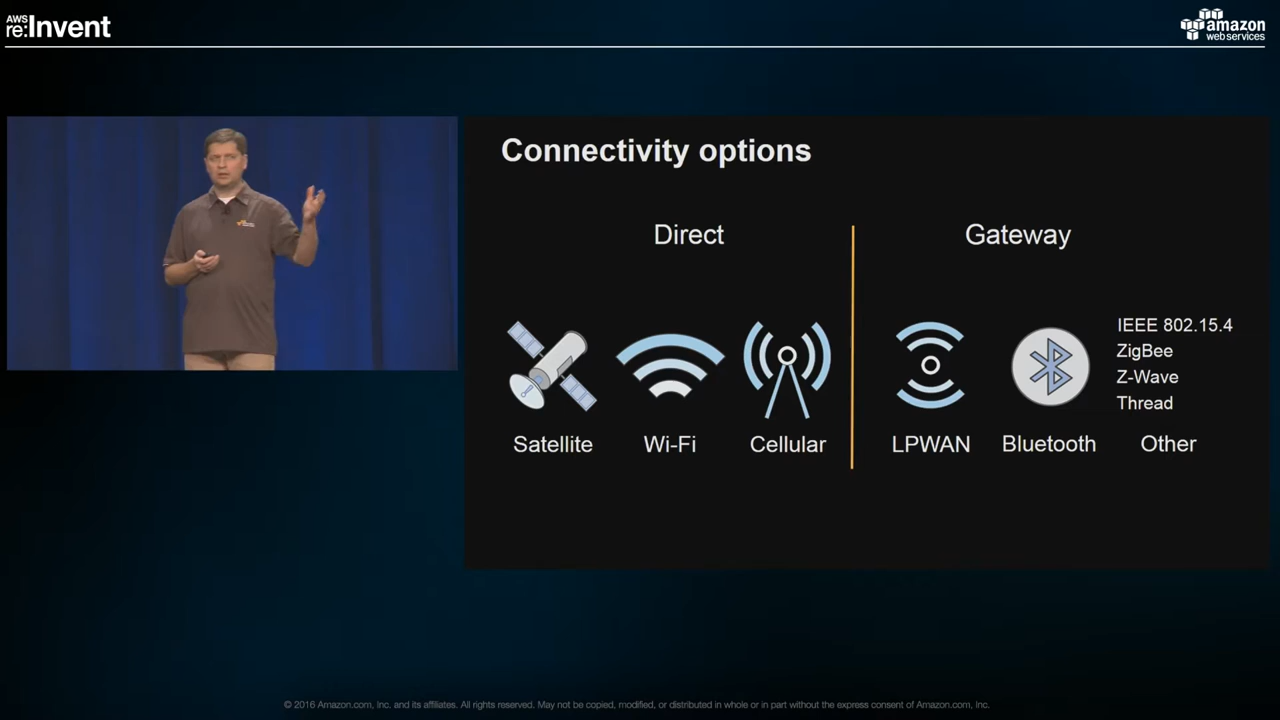 AWS
re:Invent
amazon
web services
Connectivity options
Direct
Gateway
IEEE 802.15.4
ZigBee
Z-Wave
Thread
Satellite
Wi-Fi
Cellular
LPWAN
Bluetooth
Other
© 2016 Amazon.com, Inc. and its affiliates. All rights reserved. May not be copied, modified, or distributed in whole or in part without the express consent of Amazon.com, Inc.